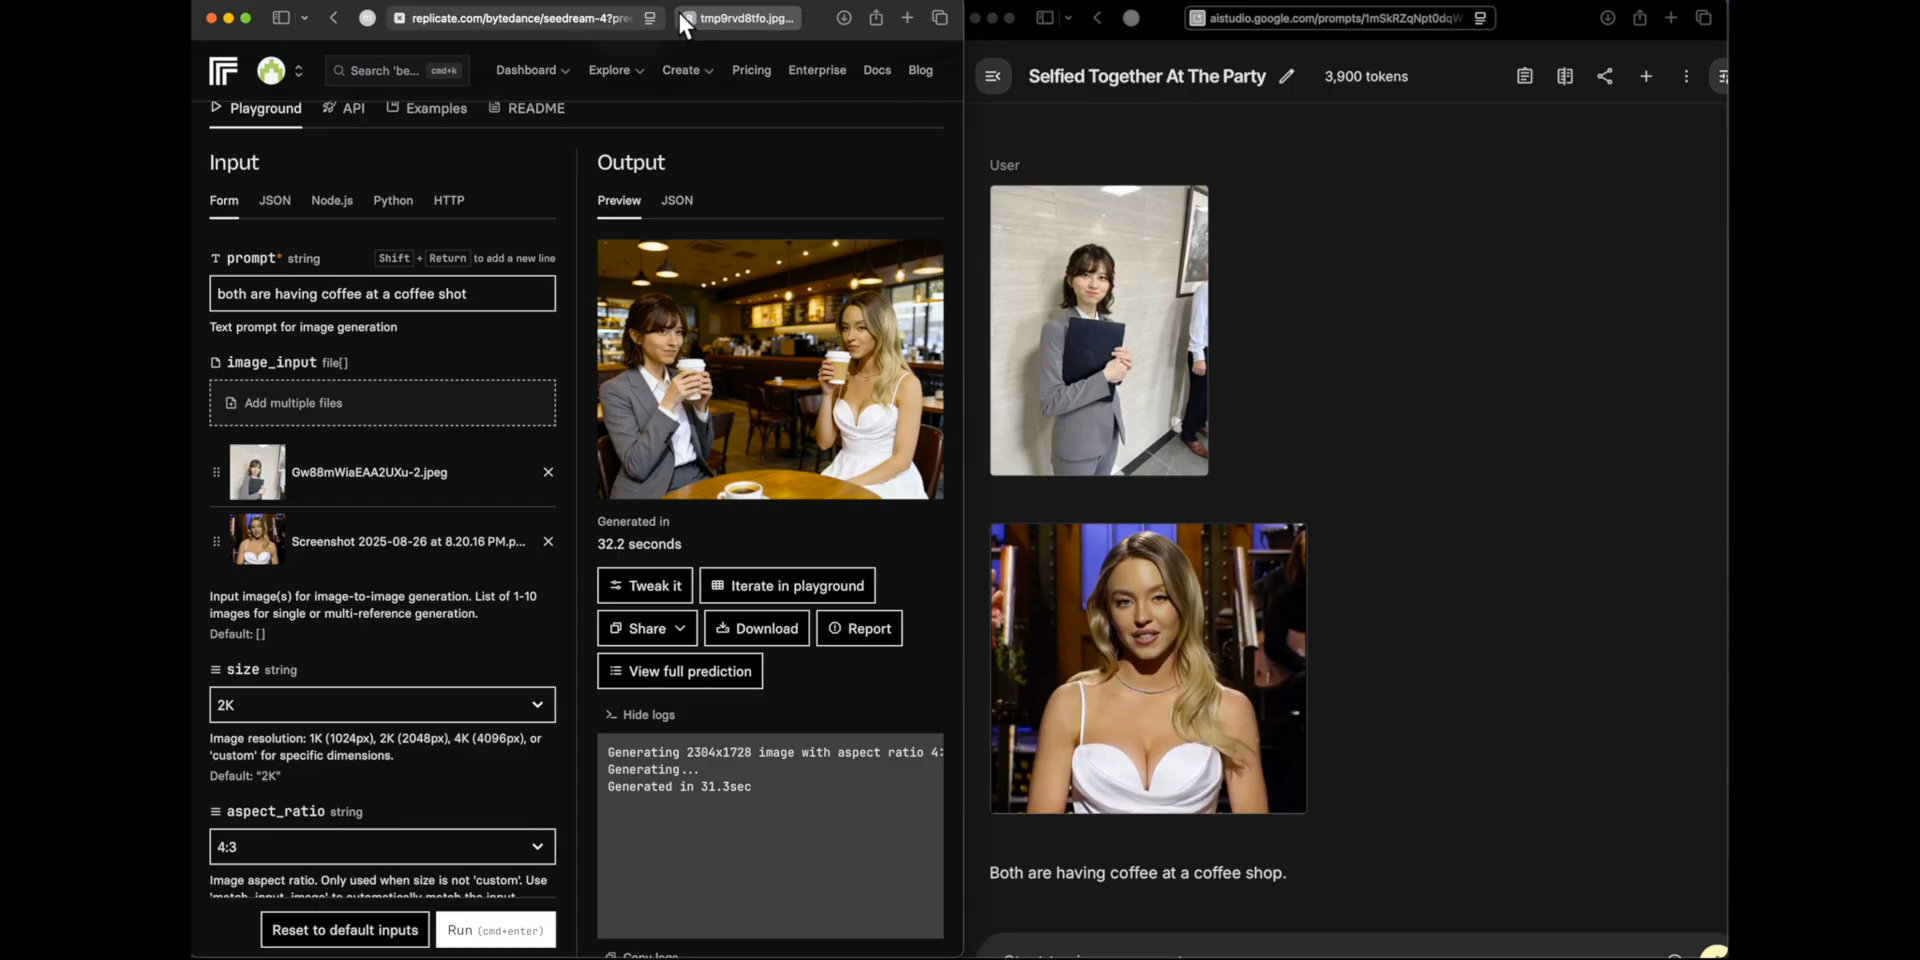 replicate.com/bytedance/seedream-4?pre
tmp9rvd8tfo.jpg...
Search 'be... cmd+k
Dashboard
Explore
Create
Pricing
Enterprise
Docs
Blog
Playground
API
Examples
README
Input
Form
JSON
Node.js
Python
HTTP
prompt* string
Shift + Return to add a new line
both are having coffee at a coffee shot
Text prompt for image generation
image_input file[]
Add multiple files
Gw88mWiaEAA2UXu-2.jpeg
Screenshot 2025-08-26 at 8.20.16 PM.p...
Input image(s) for image-to-image generation. List of 1-10
images for single or multi-reference generation.
Default: []
size string
2K
Image resolution: 1K (1024px), 2K (2048px), 4K (4096px), or
'custom' for specific dimensions.
Default: "2K"
aspect_ratio string
4:3
Image aspect ratio. Only used when size is not 'custom'. Use
'match_input_image' to automatically match the input
Reset to default inputs
Run (cmd+enter)
Output
Preview
JSON
Generated in
32.2 seconds
Tweak it
Iterate in playground
Share
Download
Report
View full prediction
Hide logs
Generating 2304x1728 image with aspect ratio 4:
Generating...
Generated in 31.3sec
Copy logs
aistudio.google.com/prompts/1mSkRZqNpt0dqW
Selfied Together At The Party
3,900 tokens
User
Both are having coffee at a coffee shop.